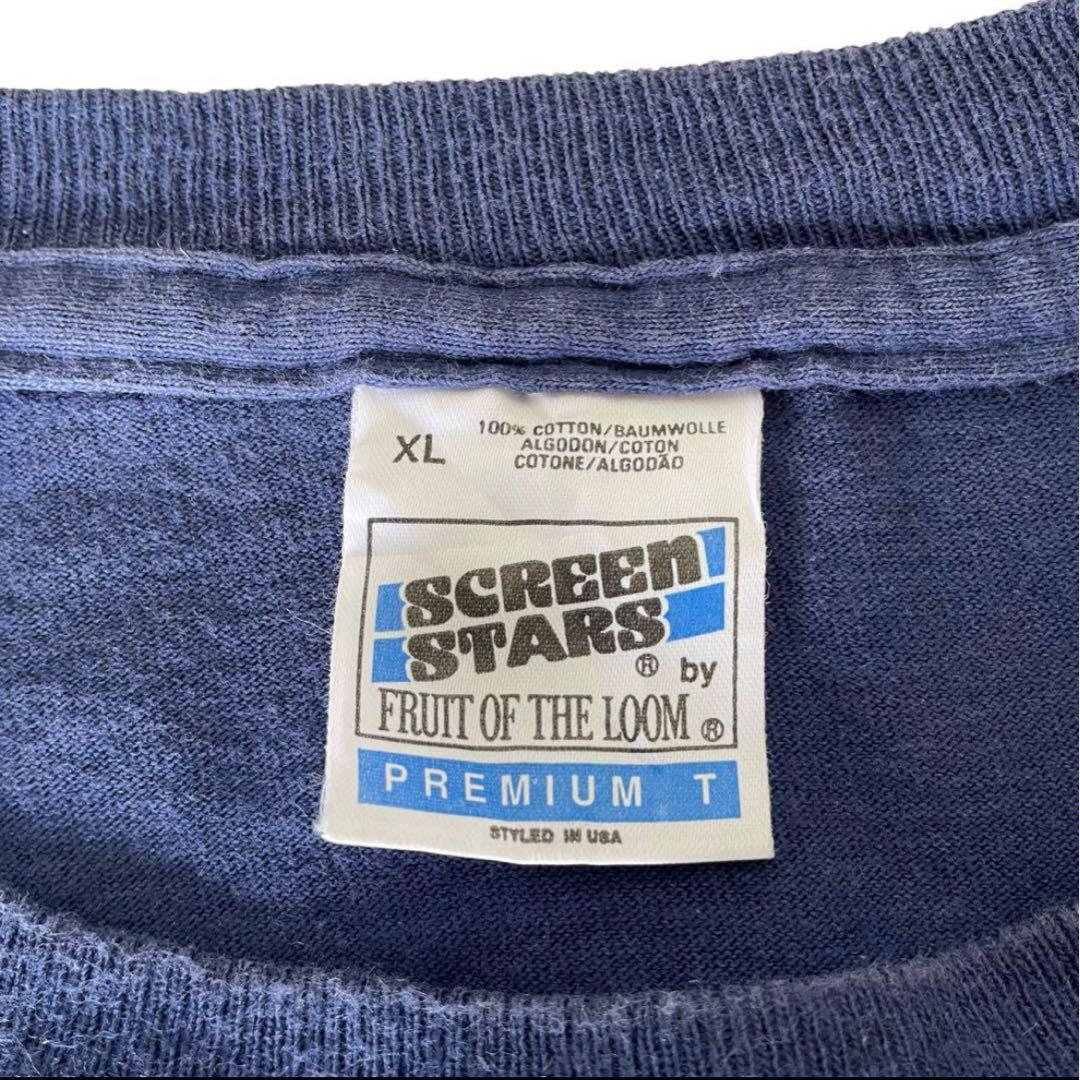 XL
100% COTTON/BAUMWOLLE
ALGODON/COTON
COTONE/ALGODÃO
SCREEN
STARS
® by
FRUIT OF THE LOOM ®
PREMIUM T
STYLED IN USA